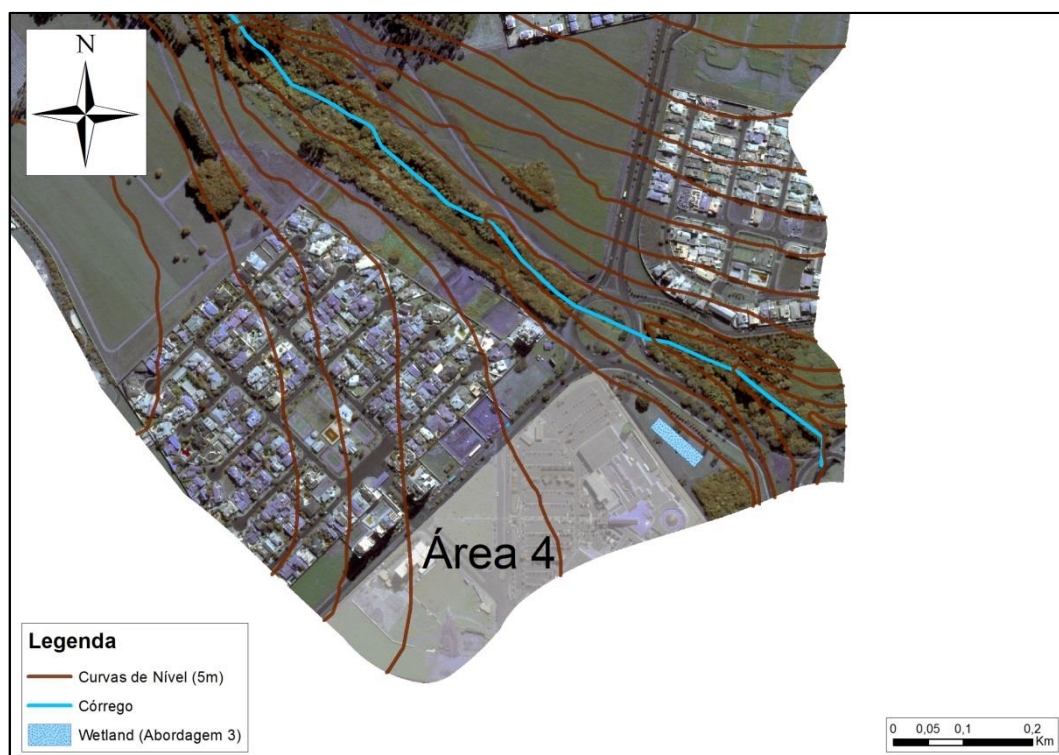 N
Área 4
Legenda
Curvas de Nível (5m)
Córrego
Wetland (Abordagem 3)
0 0,05 0,1 0,2
Km